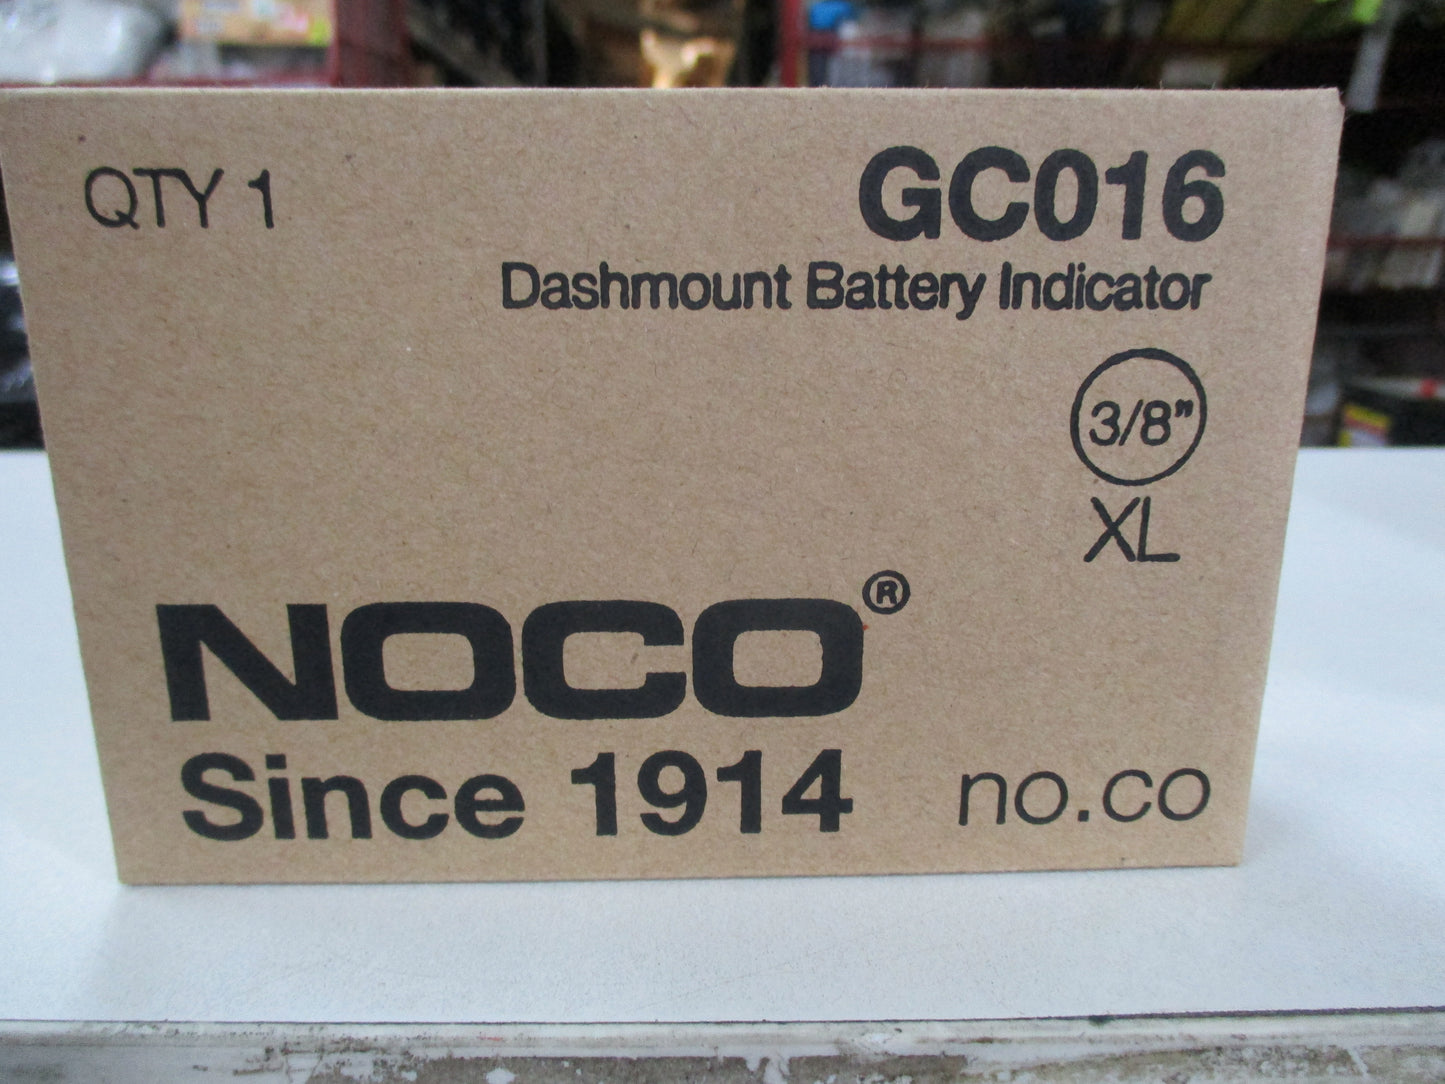 QTY 1
GC016
Dashmount Battery Indicator
3/8"
XL
NOCO®
Since 1914
no.co